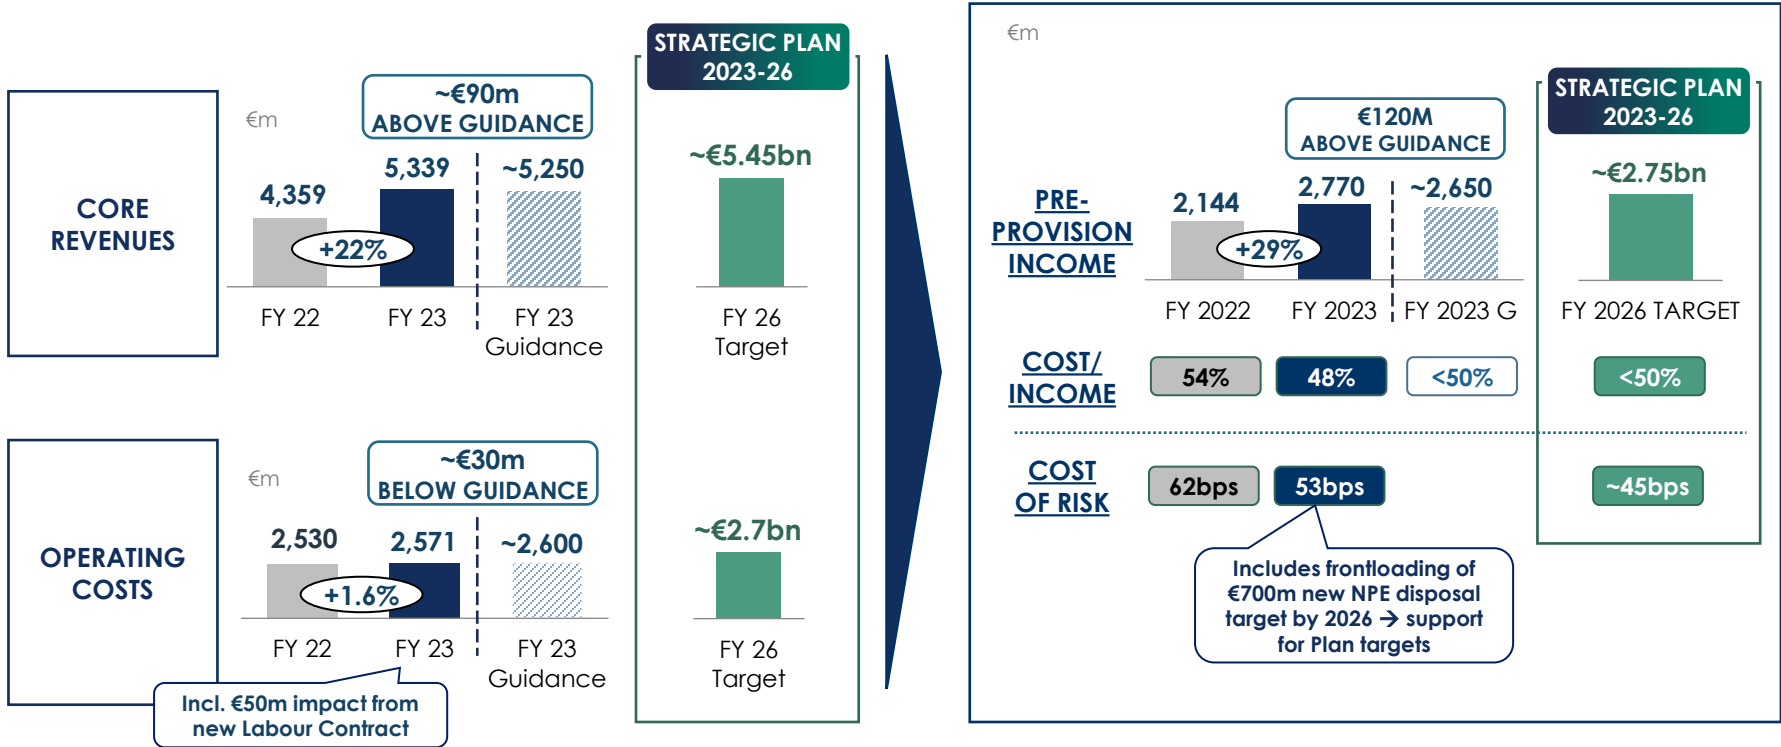 CORE
REVENUES
€m
~€90m
ABOVE GUIDANCE
4,359
5,339
~5,250
+22%
FY 22
FY 23
FY 23
Guidance
OPERATING
COSTS
€m
~€30m
BELOW GUIDANCE
2,530
2,571
~2,600
+1.6%
FY 22
FY 23
FY 23
Guidance
Incl. €50m impact from
new Labour Contract
STRATEGIC PLAN
2023-26
~€5.45bn
FY 26
Target
~€2.7bn
FY 26
Target
€m
€120M
ABOVE GUIDANCE
STRATEGIC PLAN
2023-26
PRE-
PROVISION
INCOME
2,144
2,770
~2,650
~€2.75bn
+29%
FY 2022
FY 2023
FY 2023 G
FY 2026 TARGET
COST/
INCOME
54%
48%
<50%
<50%
COST
OF RISK
62bps
53bps
~45bps
Includes frontloading of
€700m new NPE disposal
target by 2026 → support
for Plan targets